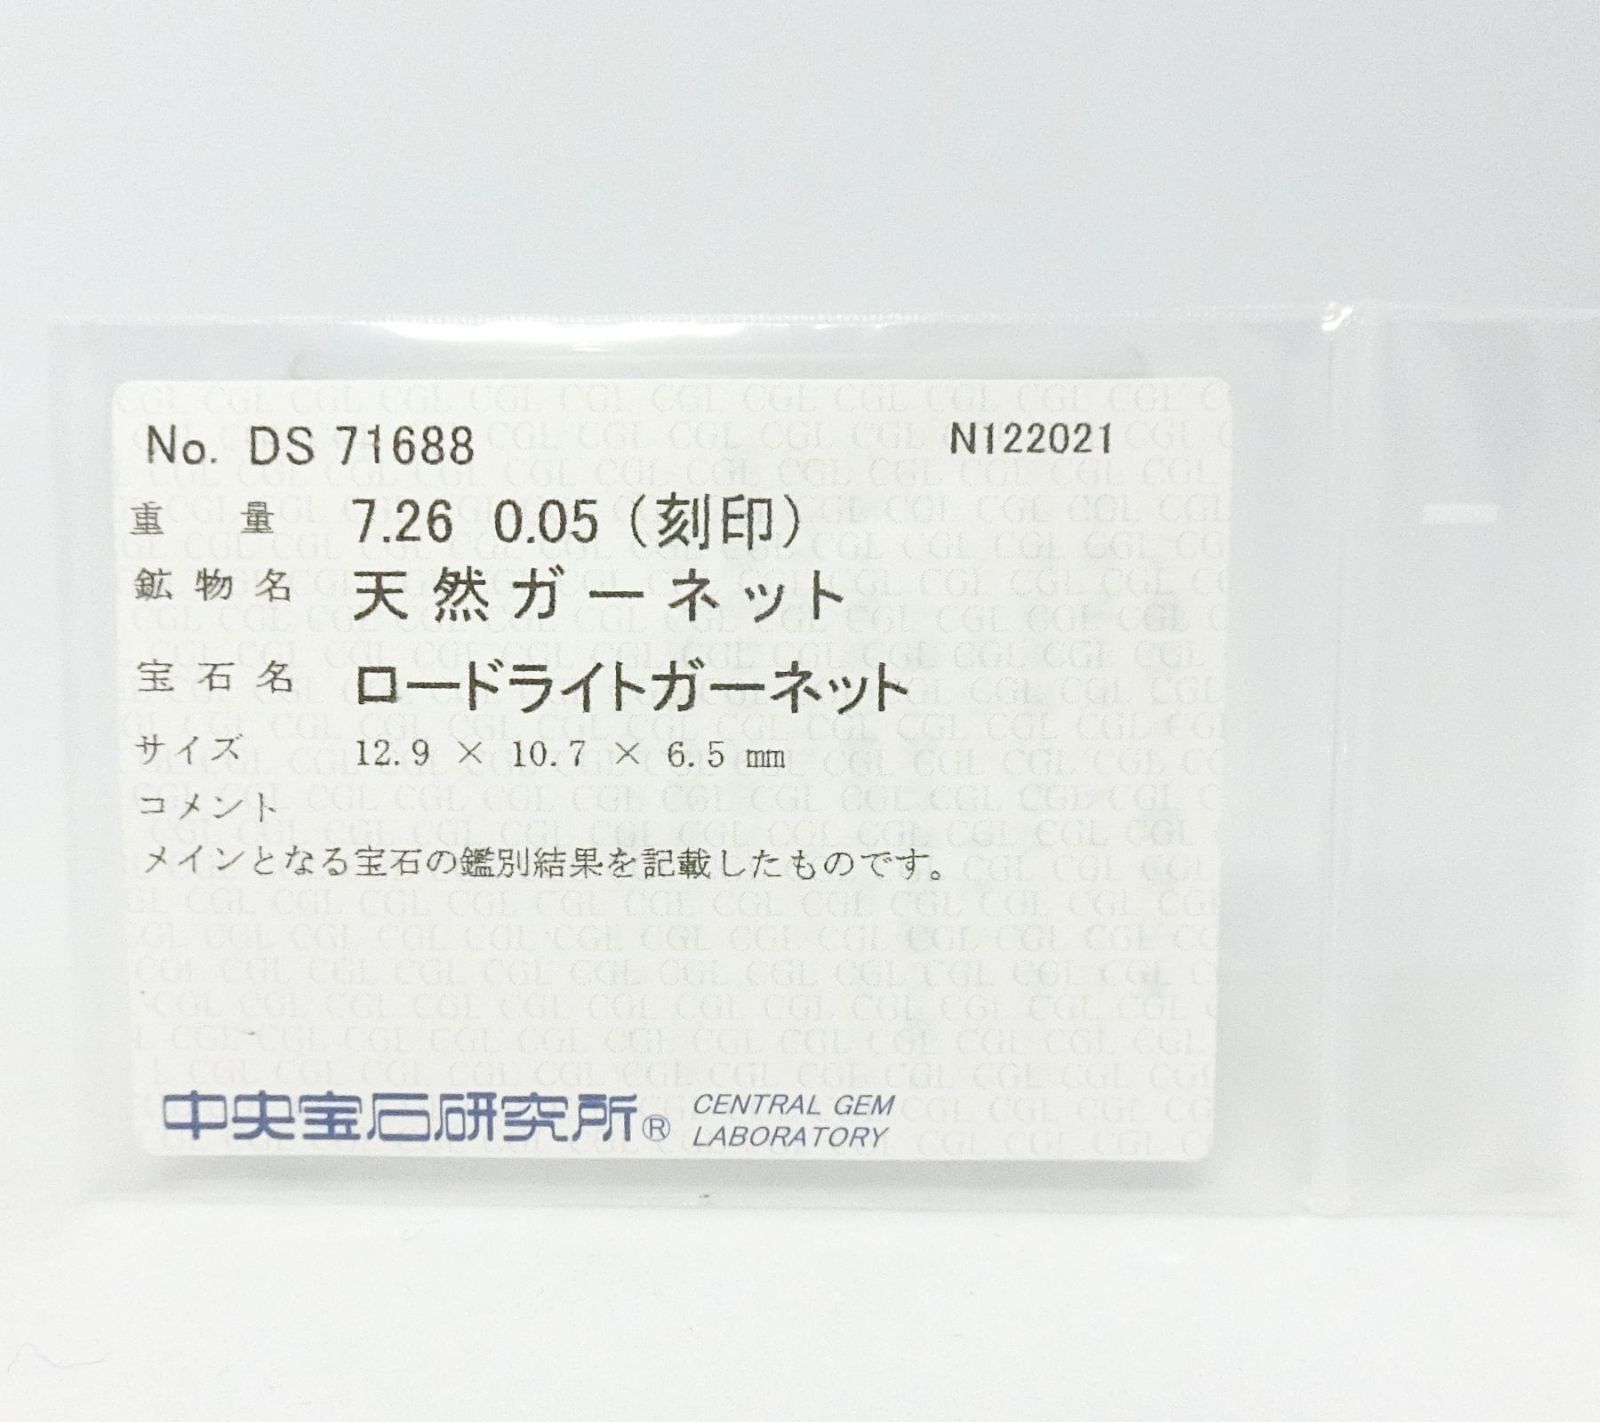 No. DS 71688 N122021
重 量 7.26 0.05 (刻印)
鉱 物 名 天然ガーネット
宝 石 名 ロードライトガーネット
サイズ 12.9 × 10.7 × 6.5 mm
コメント
メインとなる宝石の鑑別結果を記載したものです。
中央宝石研究所® CENTRAL GEM
LABORATORY